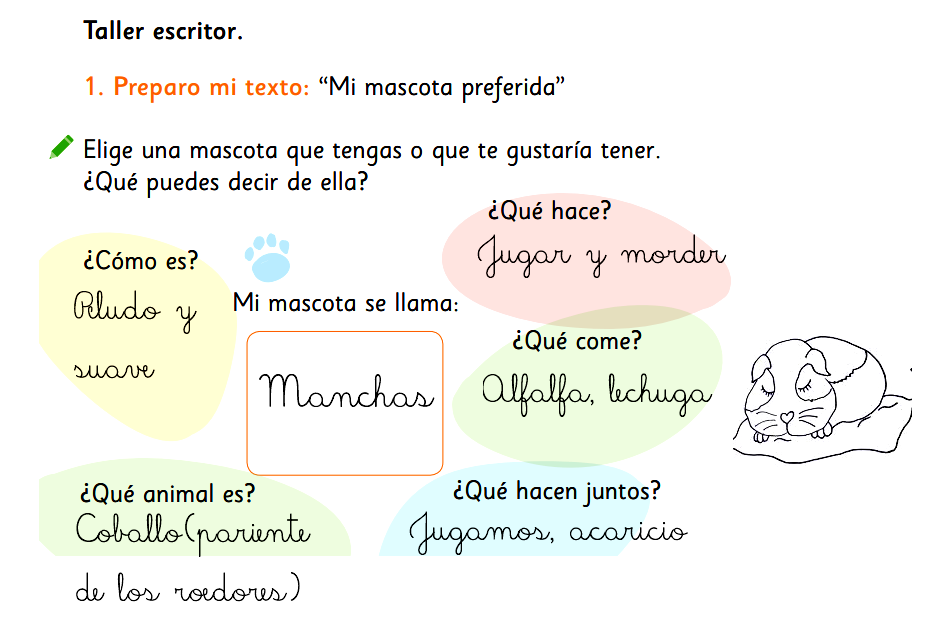 Taller escritor.
1. Preparo mi texto: “Mi mascota preferida”
Elige una mascota que tengas o que te gustaría tener.
¿Qué puedes decir de ella?
¿Cómo es?
Peludo y
suave
Mi mascota se llama:
Manchas
¿Qué hace?
Jugar y morder
¿Qué come?
Alfalfa, lechuga
¿Qué animal es?
Coballo(pariente
de los roedores)
¿Qué hacen juntos?
Jugamos, acaricio